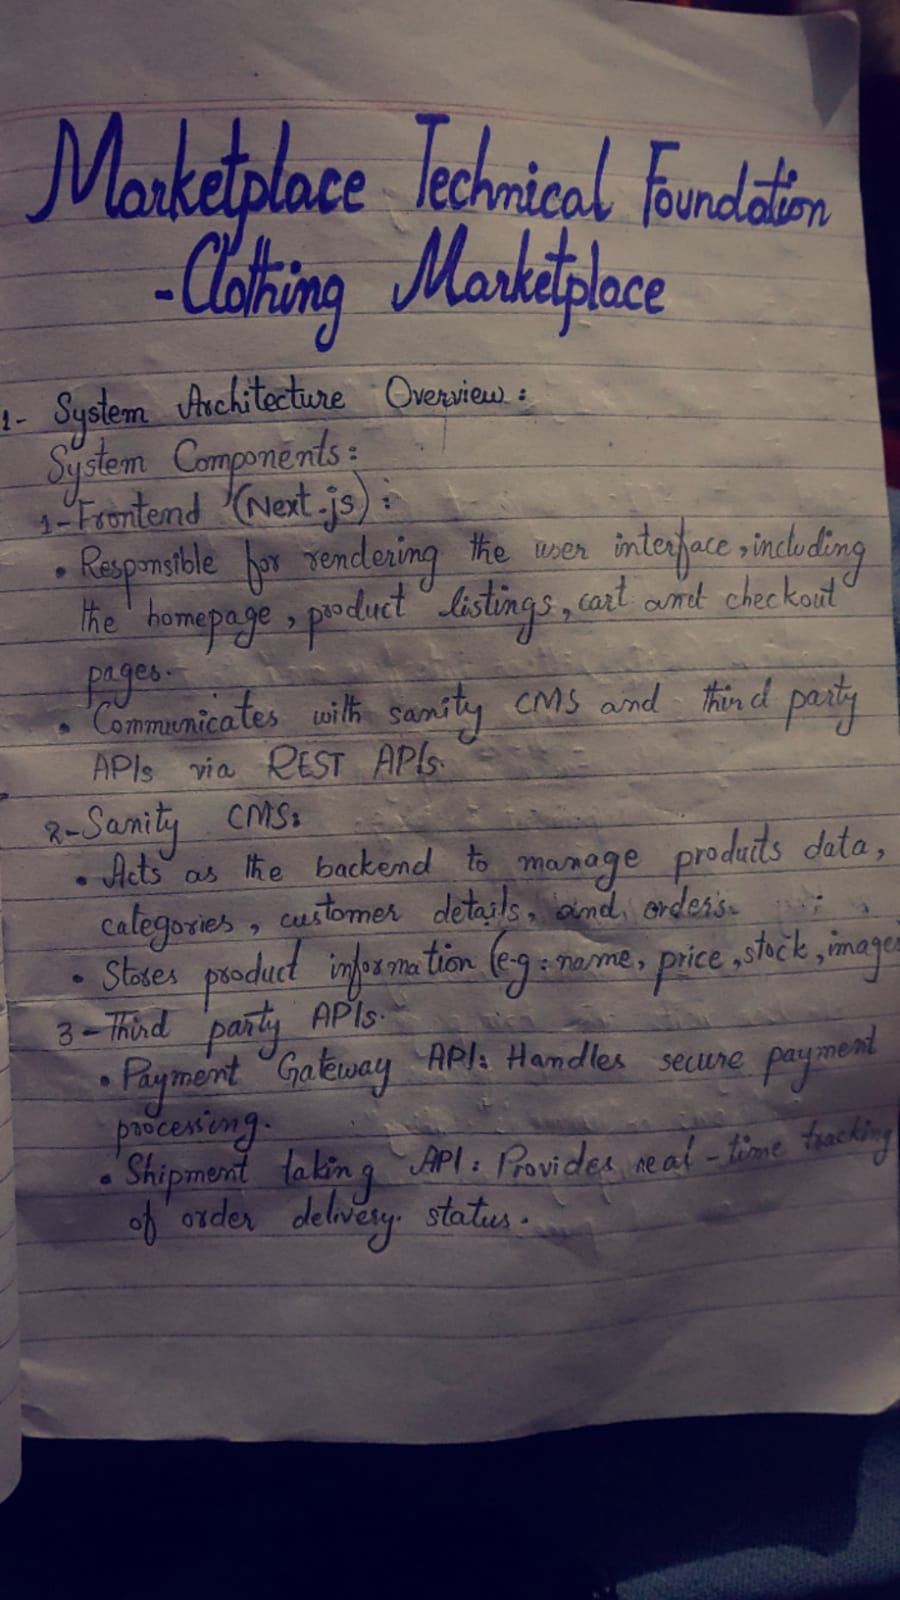 Marketplace Technical Foundation
-Clothing Marketplace
1- System Architecture Overview:
System Components:
1-Frontend (Next.js):
• Responsible for rendering the user interface, including
the homepage, product listings, cart and checkout
pages.
• Communicates with sanity CMS and third party
APIs via REST APIs.
2-Sanity CMS:
• Acts as the backend to manage products data,
categories, customer details, and orders.
• Stores product information (e.g: name, price, stock, image
3-Third party APIs.
• Payment Gateway API: Handles secure payment
processing.
• Shipment taking API: Provides real-time tracking
of order delivery. status.